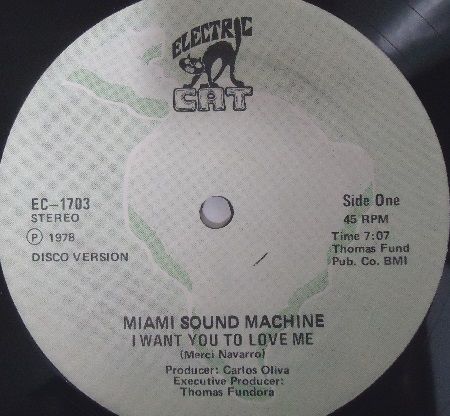 ELECTRIC
CAT
EC-1703
STEREO
Ⓟ 1978
DISCO VERSION
Side One
45 RPM
Time 7:07
Thomas Fund
Pub. Co. BMI
MIAMI SOUND MACHINE
I WANT YOU TO LOVE ME
(Merci Navarro)
Producer: Carlos Oliva
Executive Producer:
Thomas Fundora